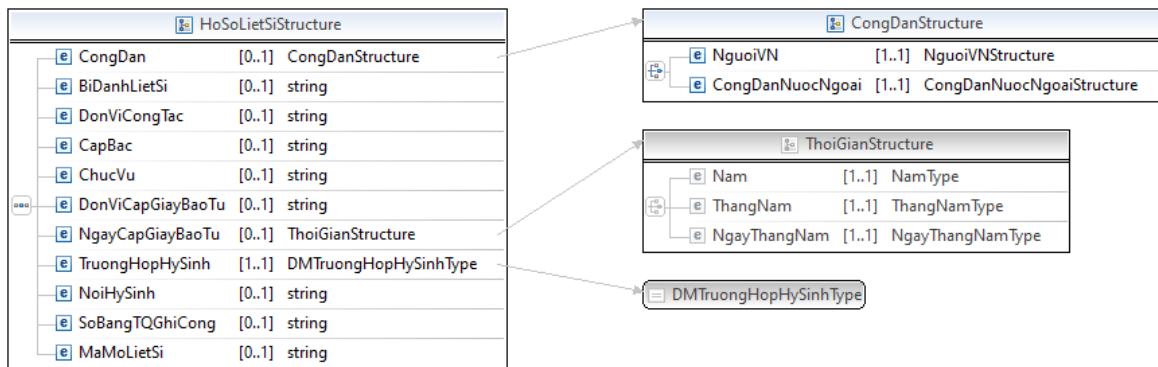 HoSoLietSiStructure
CongDan [0..1] CongDanStructure
BiDanhLietSi [0..1] string
DonViCongTac [0..1] string
CapBac [0..1] string
ChucVu [0..1] string
DonViCapGiayBaoTu [0..1] string
NgayCapGiayBaoTu [0..1] ThoiGianStructure
TruongHopHySinh [1..1] DMTruongHopHySinhType
NoiHySinh [0..1] string
SoBangTQGhiCong [0..1] string
MaMoLietSi [0..1] string
CongDanStructure
NguoiVN [1..1] NguoiVNStructure
CongDanNuocNgoai [1..1] CongDanNuocNgoaiStructure
ThoiGianStructure
Nam [1..1] NamType
ThangNam [1..1] ThangNamType
NgayThangNam [1..1] NgayThangNamType
DMTruongHopHySinhType